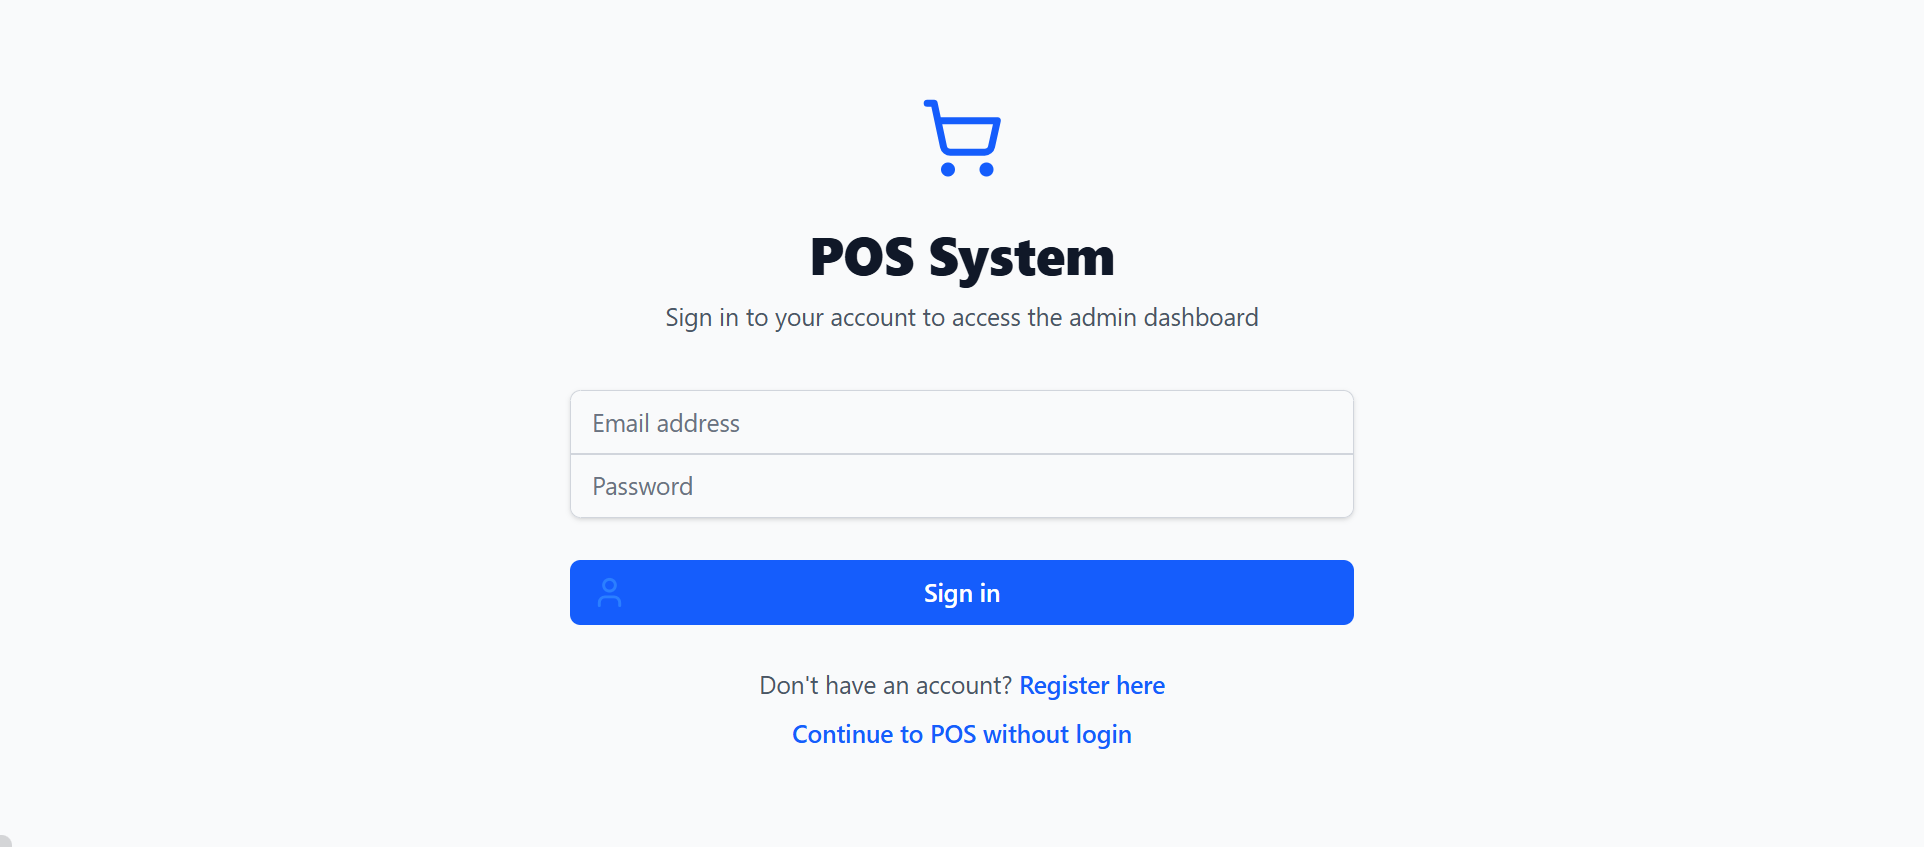 POS System
Sign in to your account to access the admin dashboard
Email address
Password
Sign in
Don't have an account? Register here
Continue to POS without login